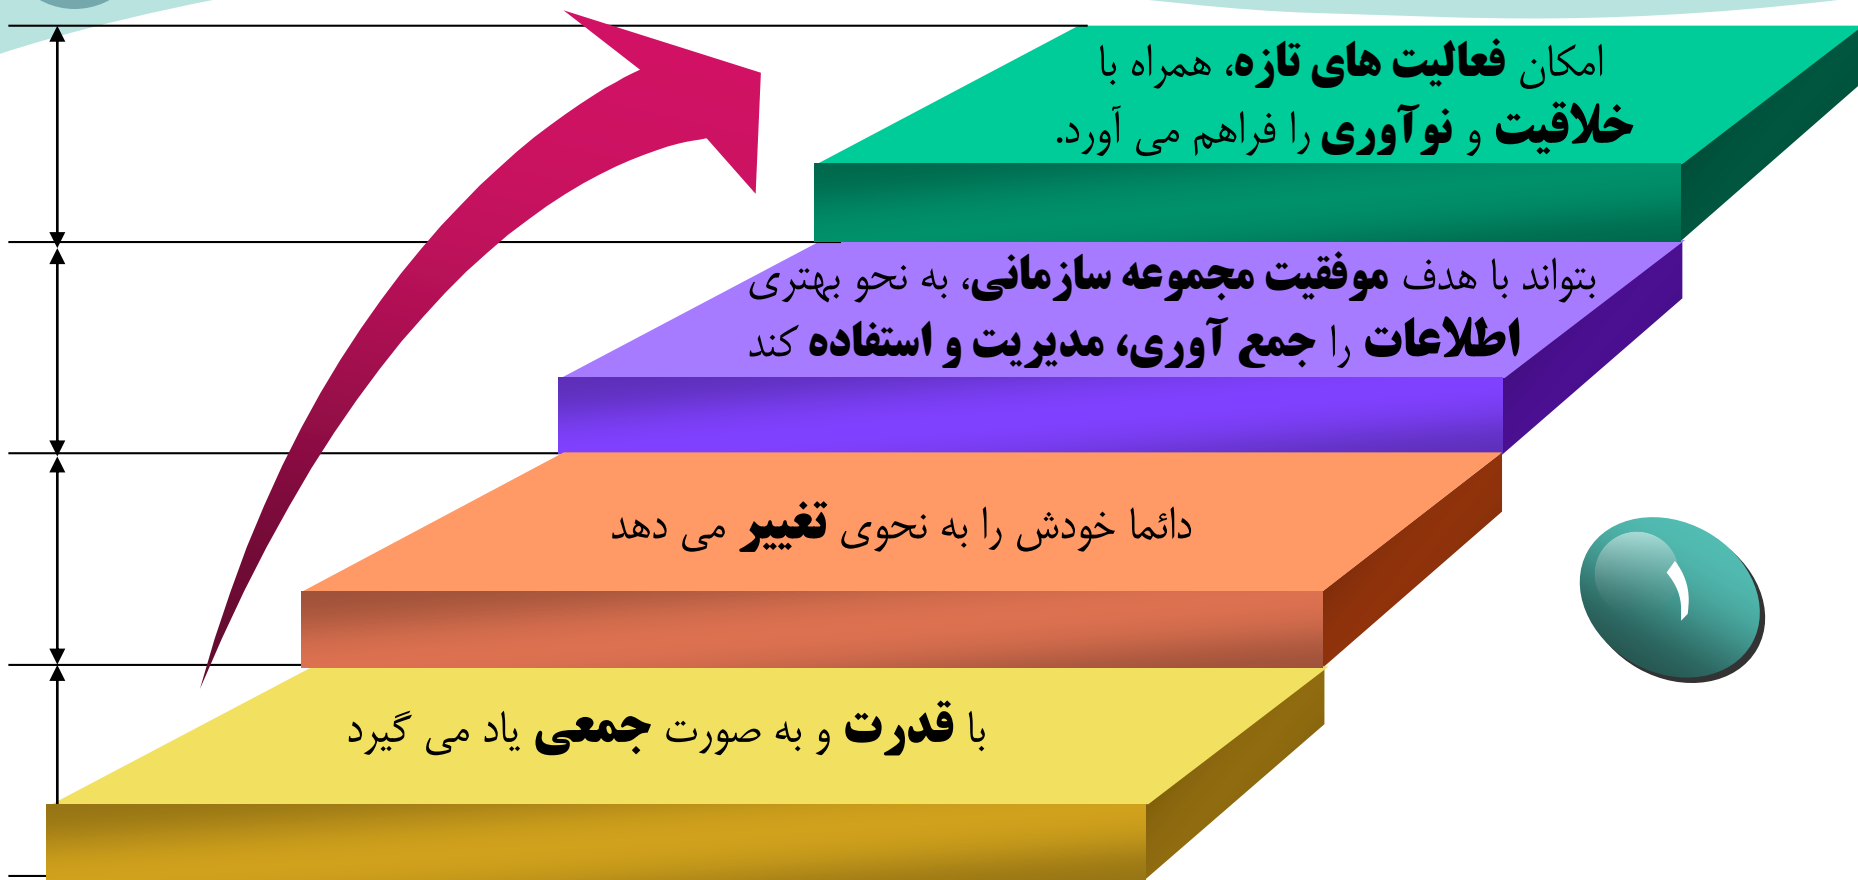 امکان فعالیت های تازه، همراه با
خلاقیت و نوآوری را فراهم می آورد.
بتواند با هدف موفقیت مجموعه سازمانی، به نحو بهتری
اطلاعات را جمع آوری، مدیریت و استفاده کند
دائما خودش را به نحوی تغییر می دهد
۱
با قدرت و به صورت جمعی یاد می گیرد